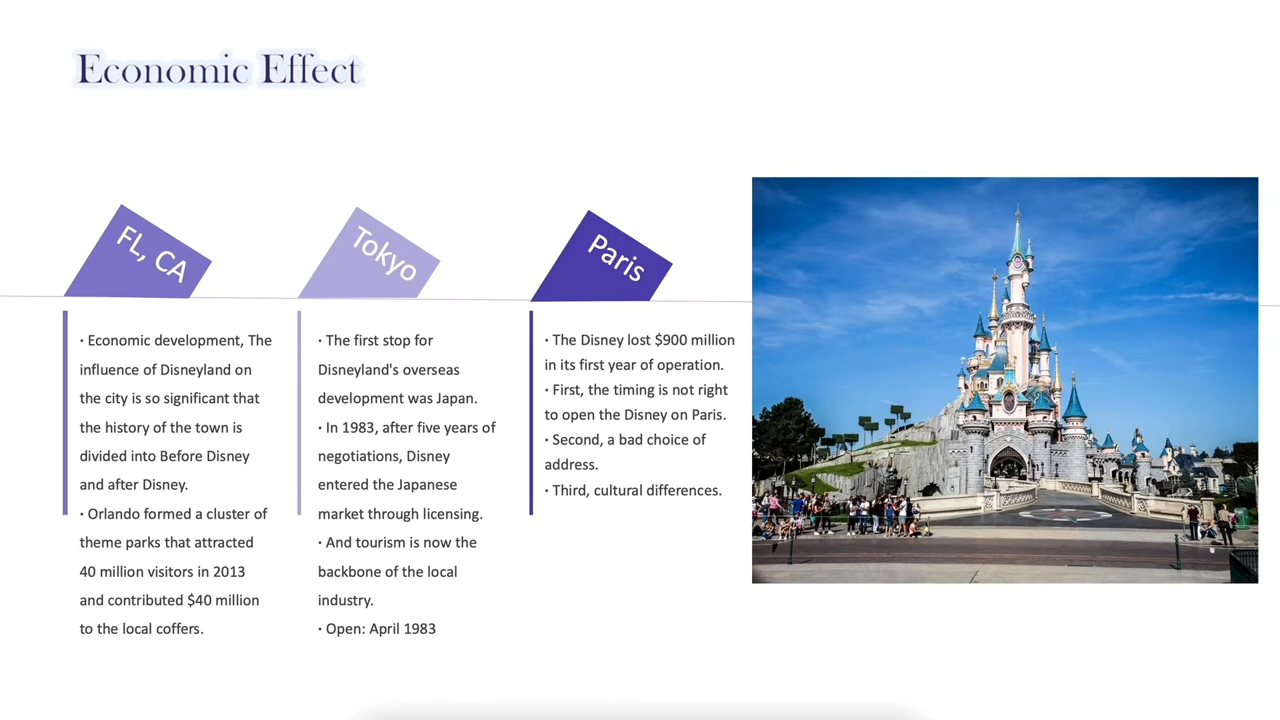 Economic Effect
FL, CA
· Economic development, The
influence of Disneyland on
the city is so significant that
the history of the town is
divided into Before Disney
and after Disney.
· Orlando formed a cluster of
theme parks that attracted
40 million visitors in 2013
and contributed $40 million
to the local coffers.
Tokyo
· The first stop for
Disneyland's overseas
development was Japan.
· In 1983, after five years of
negotiations, Disney
entered the Japanese
market through licensing.
· And tourism is now the
backbone of the local
industry.
· Open: April 1983
Paris
· The Disney lost $900 million
in its first year of operation.
· First, the timing is not right
to open the Disney on Paris.
· Second, a bad choice of
address.
· Third, cultural differences.